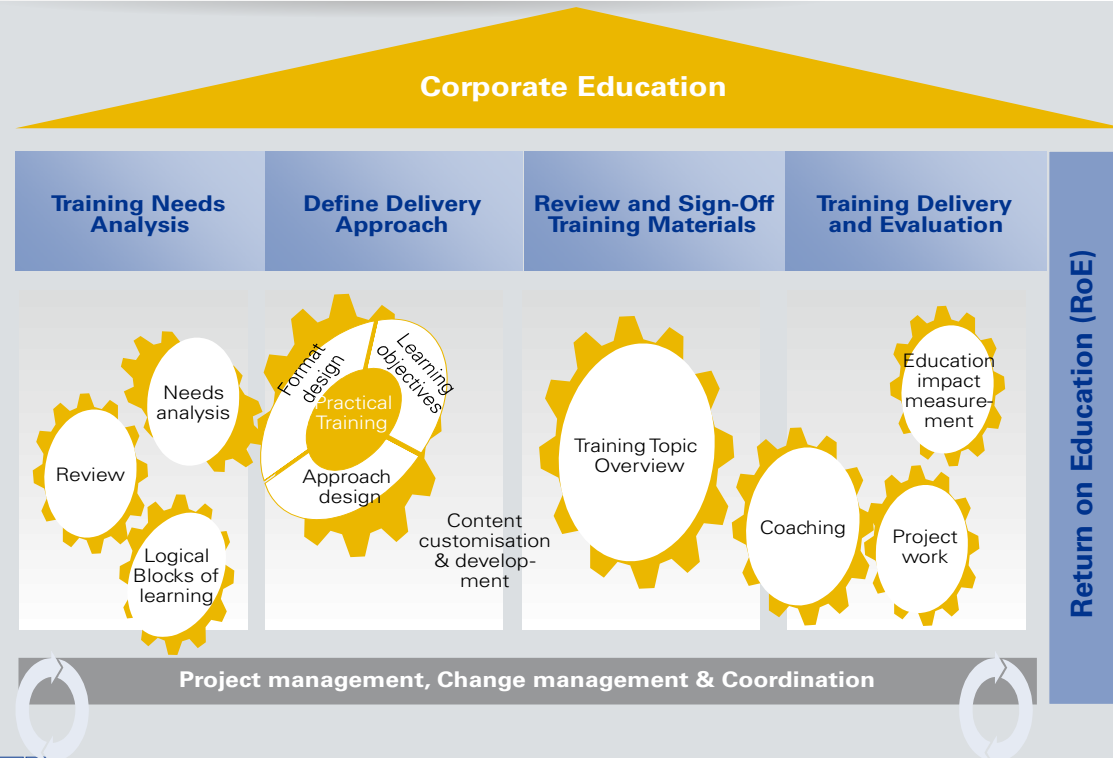 Corporate Education
Training Needs
Analysis
Define Delivery
Approach
Review and Sign-Off
Training Materials
Training Delivery
and Evaluation
Return on Education (RoE)
Needs
analysis
Review
Logical
Blocks of
learning
Format
design
Learning
objectives
Practical
Training
Approach
design
Content
customisation
& develop-
ment
Training Topic
Overview
Education
impact
measure-
ment
Coaching
Project
work
Project management, Change management & Coordination